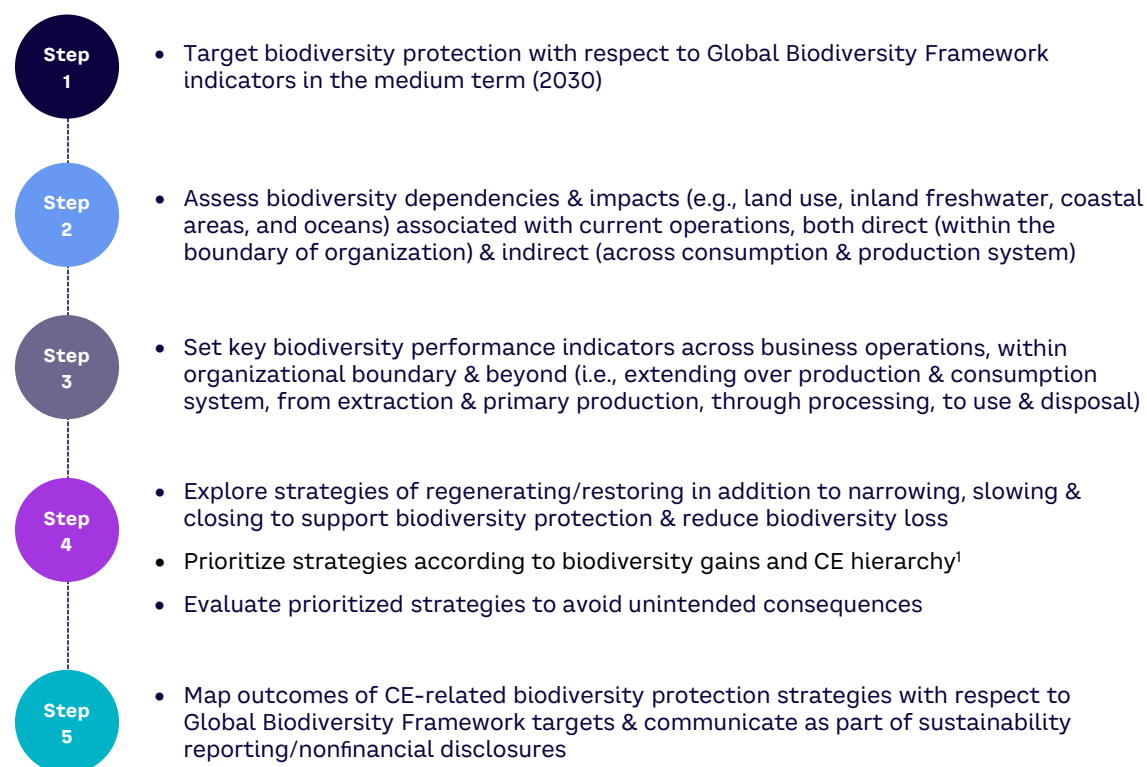 Step
1
• Target biodiversity protection with respect to Global Biodiversity Framework
indicators in the medium term (2030)
Step
2
• Assess biodiversity dependencies & impacts (e.g., land use, inland freshwater, coastal
areas, and oceans) associated with current operations, both direct (within the
boundary of organization) & indirect (across consumption & production system)
Step
3
• Set key biodiversity performance indicators across business operations, within
organizational boundary & beyond (i.e., extending over production & consumption
system, from extraction & primary production, through processing, to use & disposal)
Step
4
• Explore strategies of regenerating/restoring in addition to narrowing, slowing &
closing to support biodiversity protection & reduce biodiversity loss
• Prioritize strategies according to biodiversity gains and CE hierarchy¹
• Evaluate prioritized strategies to avoid unintended consequences
Step
5
• Map outcomes of CE-related biodiversity protection strategies with respect to
Global Biodiversity Framework targets & communicate as part of sustainability
reporting/nonfinancial disclosures